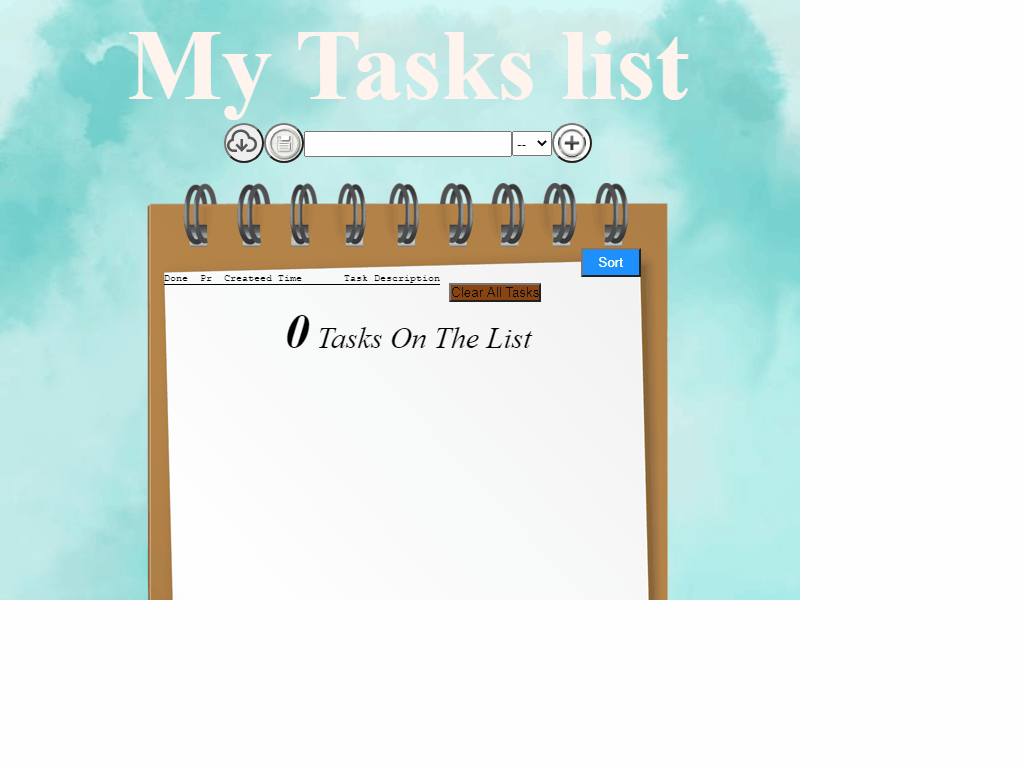 My Tasks list
--
Sort
Done Pr Createed Time Task Description
Clear All Tasks
0 Tasks On The List